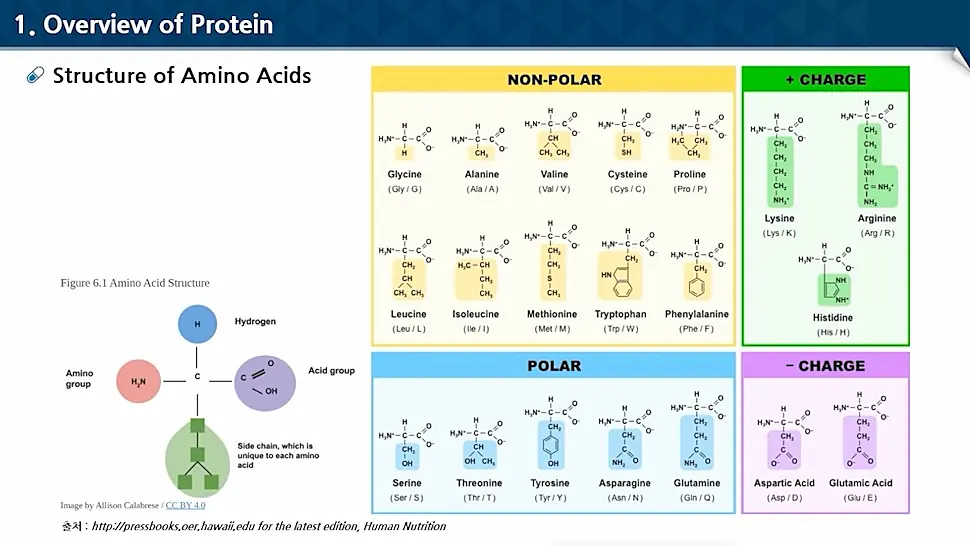 1. Overview of Protein
Structure of Amino Acids
Figure 6.1 Amino Acid Structure
H
Hydrogen
Amino group
H₂N
C
C
O
OH
Acid group
Side chain, which is unique to each amino acid
Image by Allison Calabrese / CC BY 4.0
출처 : http://pressbooks,oer,hawaii,edu for the latest edition, Human Nutrition
NON-POLAR
Glycine
(Gly / G)
Alanine
(Ala / A)
Valine
(Val / V)
Cysteine
(Cys / C)
Proline
(Pro / P)
Leucine
(Leu / L)
Isoleucine
(Ile / I)
Methionine
(Met / M)
Tryptophan
(Trp / W)
Phenylalanine
(Phe / F)
+ CHARGE
Lysine
(Lys / K)
Arginine
(Arg / R)
Histidine
(His / H)
POLAR
Serine
(Ser / S)
Threonine
(Thr / T)
Tyrosine
(Tyr / Y)
Asparagine
(Asn / N)
Glutamine
(Gln / Q)
− CHARGE
Aspartic Acid
(Asp / D)
Glutamic Acid
(Glu / E)